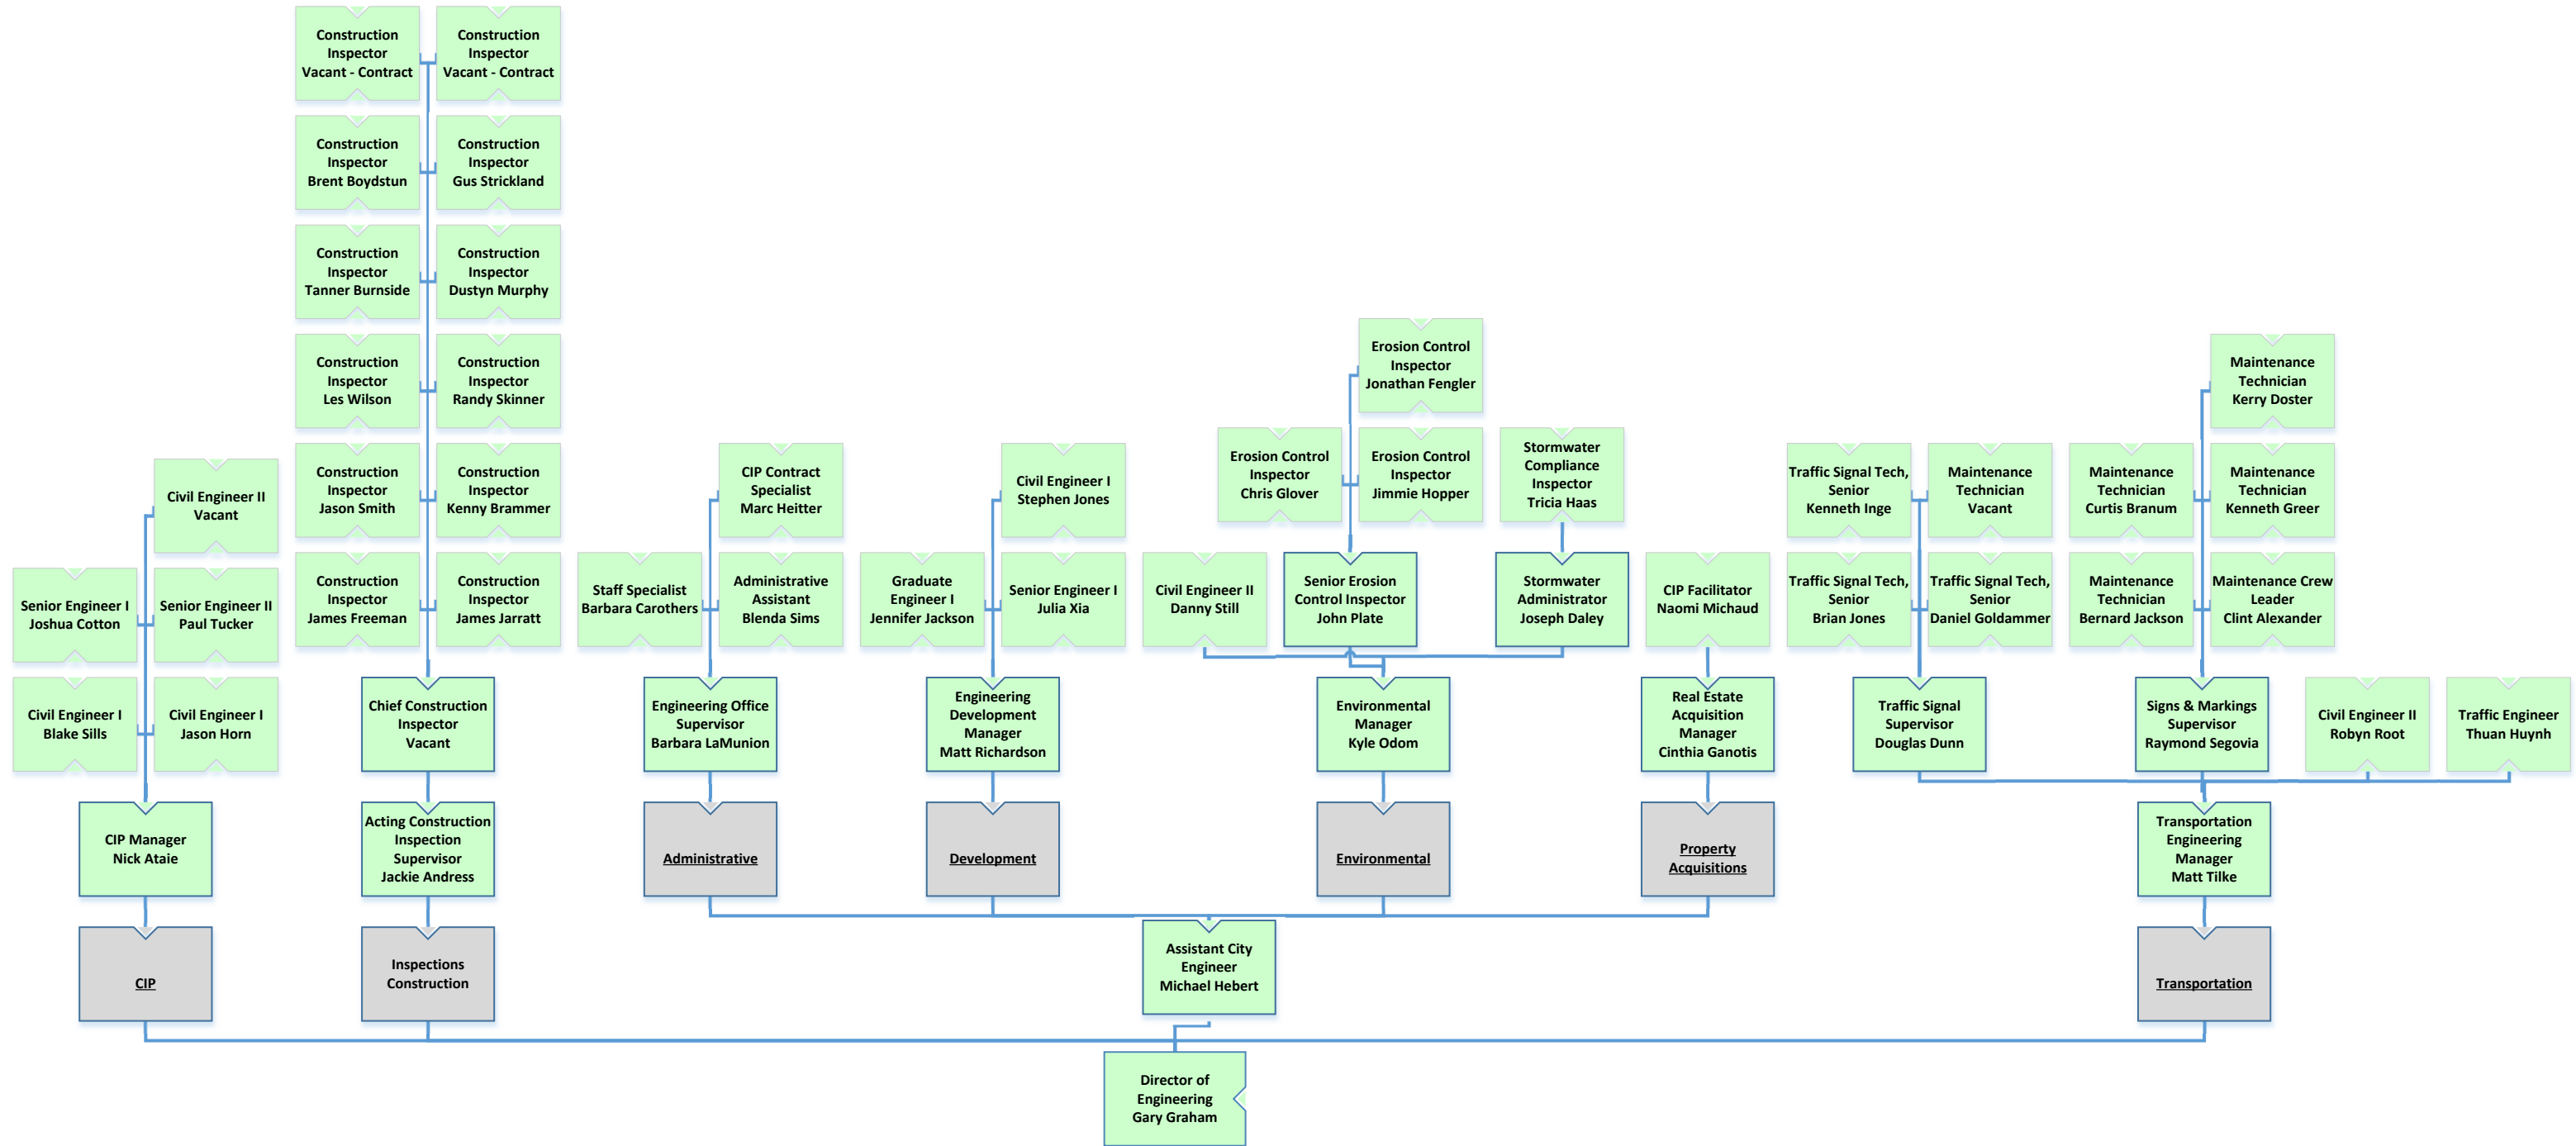 Construction
Inspector
Vacant - Contract
Construction
Inspector
Vacant - Contract
Construction
Inspector
Brent Boydstun
Construction
Inspector
Gus Strickland
Construction
Inspector
Tanner Burnside
Construction
Inspector
Dustyn Murphy
Construction
Inspector
Les Wilson
Construction
Inspector
Randy Skinner
Erosion Control
Inspector
Jonathan Fengler
Maintenance
Technician
Kerry Doster
Civil Engineer II
Vacant
Construction
Inspector
Jason Smith
Construction
Inspector
Kenny Brammer
CIP Contract
Specialist
Marc Heitter
Civil Engineer I
Stephen Jones
Erosion Control
Inspector
Chris Glover
Erosion Control
Inspector
Jimmie Hopper
Stormwater
Compliance
Inspector
Tricia Haas
Traffic Signal Tech,
Senior
Kenneth Inge
Maintenance
Technician
Vacant
Maintenance
Technician
Curtis Branum
Maintenance
Technician
Kenneth Greer
Senior Engineer I
Joshua Cotton
Senior Engineer II
Paul Tucker
Construction
Inspector
James Freeman
Construction
Inspector
James Jarratt
Staff Specialist
Barbara Carothers
Administrative
Assistant
Blenda Sims
Graduate
Engineer I
Jennifer Jackson
Senior Engineer I
Julia Xia
Civil Engineer II
Danny Still
Senior Erosion
Control Inspector
John Plate
Stormwater
Administrator
Joseph Daley
CIP Facilitator
Naomi Michaud
Traffic Signal Tech,
Senior
Brian Jones
Traffic Signal Tech,
Senior
Daniel Goldammer
Maintenance
Technician
Bernard Jackson
Maintenance Crew
Leader
Clint Alexander
Civil Engineer I
Blake Sills
Civil Engineer I
Jason Horn
Chief Construction
Inspector
Vacant
Engineering Office
Supervisor
Barbara LaMunion
Engineering
Development
Manager
Matt Richardson
Environmental
Manager
Kyle Odom
Real Estate
Acquisition
Manager
Cinthia Ganotis
Traffic Signal
Supervisor
Douglas Dunn
Signs & Markings
Supervisor
Raymond Segovia
Civil Engineer II
Robyn Root
Traffic Engineer
Thuan Huynh
CIP Manager
Nick Ataie
Acting Construction
Inspection
Supervisor
Jackie Andress
Administrative
Development
Environmental
Property
Acquisitions
Transportation
Engineering
Manager
Matt Tilke
CIP
Inspections
Construction
Assistant City
Engineer
Michael Hebert
Transportation
Director of
Engineering
Gary Graham